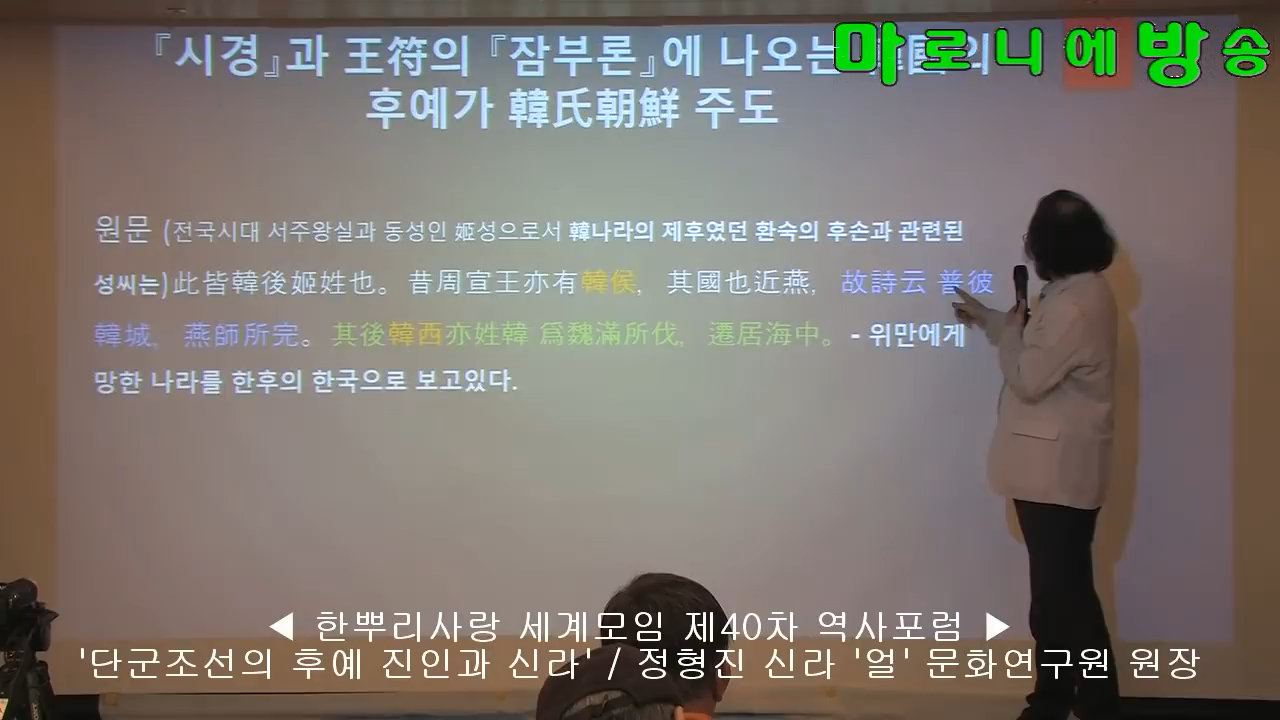 마로니에방송
『시경』과 王符의 『잠부론』에 나오는 韓國의
후예가 韓氏朝鮮 주도
원문 (전국시대 서주왕실과 동성인 姬성으로서 韓나라의 제후였던 환숙의 후손과 관련된
성씨는)此皆韓後姬姓也。昔周宣王亦有韓侯, 其國也近燕, 故詩云 普彼
韓城, 燕師所完。其後韓西亦姓韓 爲魏滿所伐, 遷居海中。- 위만에게
망한 나라를 한후의 한국으로 보고있다.
◀ 한뿌리사랑 세계모임 제40차 역사포럼 ▶
'단군조선의 후예 진인과 신라' / 정형진 신라 '얼' 문화연구원 원장